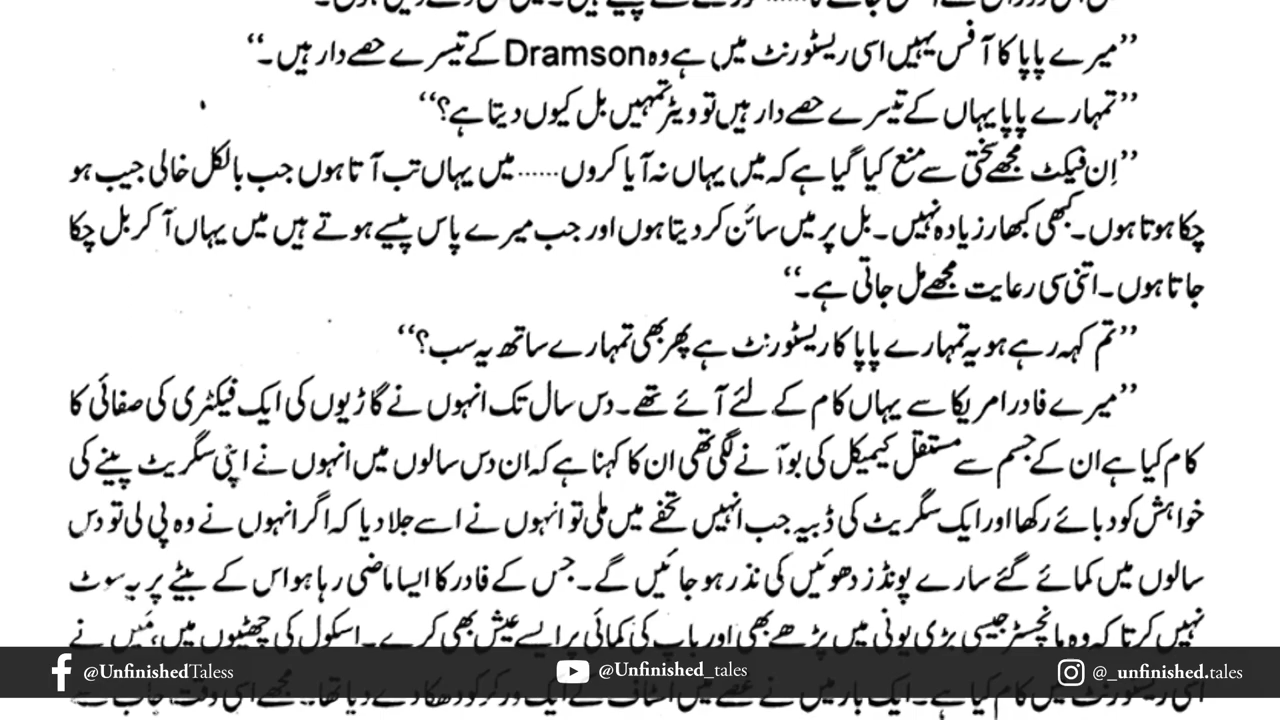 ”میرے پاپا کا آفس یہیں اسی ریسٹورنٹ میں ہے وہ Dramson کے تیسرے حصے دار ہیں۔“
”تمہارے پاپا یہاں کے تیسرے حصے دار ہیں تو ویٹر تمہیں بل کیوں دیتا ہے؟“
”اِن فیکٹ مجھے سختی سے منع کیا گیا ہے کہ میں یہاں نہ آیا کروں...... میں یہاں تب آتا ہوں جب بالکل خالی جیب ہو
چکا ہوتا ہوں۔ کبھی کبھار زیادہ نہیں۔ بل پر میں سائن کر دیتا ہوں اور جب میرے پاس پیسے ہوتے ہیں میں یہاں آ کر بل چکا
جاتا ہوں۔ اتنی سی رعایت مجھے مل جاتی ہے۔“
”تم کہہ رہے ہو یہ تمہارے پاپا کا ریسٹورنٹ ہے پھر بھی تمہارے ساتھ یہ سب؟“
”میرے فادر امریکا سے یہاں کام کے لئے آئے تھے۔ دس سال تک انہوں نے گاڑیوں کی ایک فیکٹری کی صفائی کا
کام کیا ہے ان کے جسم سے مستقل کیمیکل کی بو آنے لگی تھی ان کا کہنا ہے کہ ان دس سالوں میں انہوں نے اپنی سگریٹ پینے کی
خواہش کو دبائے رکھا اور ایک سگریٹ کی ڈبیہ جب انہیں تحفے میں ملی تو انہوں نے اسے جلا دیا کہ اگر انہوں نے وہ پی لی تو دس
سالوں میں کمائے گئے سارے پونڈز دھوئیں کی نذر ہو جائیں گے۔ جس کے فادر کا ایسا ماضی رہا ہو اس کے بیٹے پر یہ سوٹ
نہیں کرتا کہ وہ مانچسٹر جیسی بڑی یونی میں پڑھے بھی اور باپ کی کمائی پر ایسے عیش بھی کرے۔ اسکول کی چھٹیوں میں، میں نے
@UnfinishedTaless
@Unfinished_tales
@_unfinished.tales